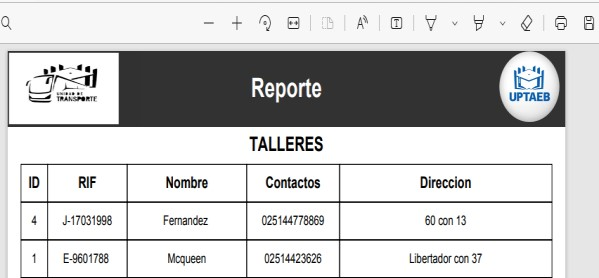 UNIDAD DE
TRANSPORTE
Reporte
UPTAEB
TALLERES
ID RIF Nombre Contactos Direccion
4 J-17031998 Fernandez 025144778869 60 con 13
1 E-9601788 Mcqueen 02514423626 Libertador con 37